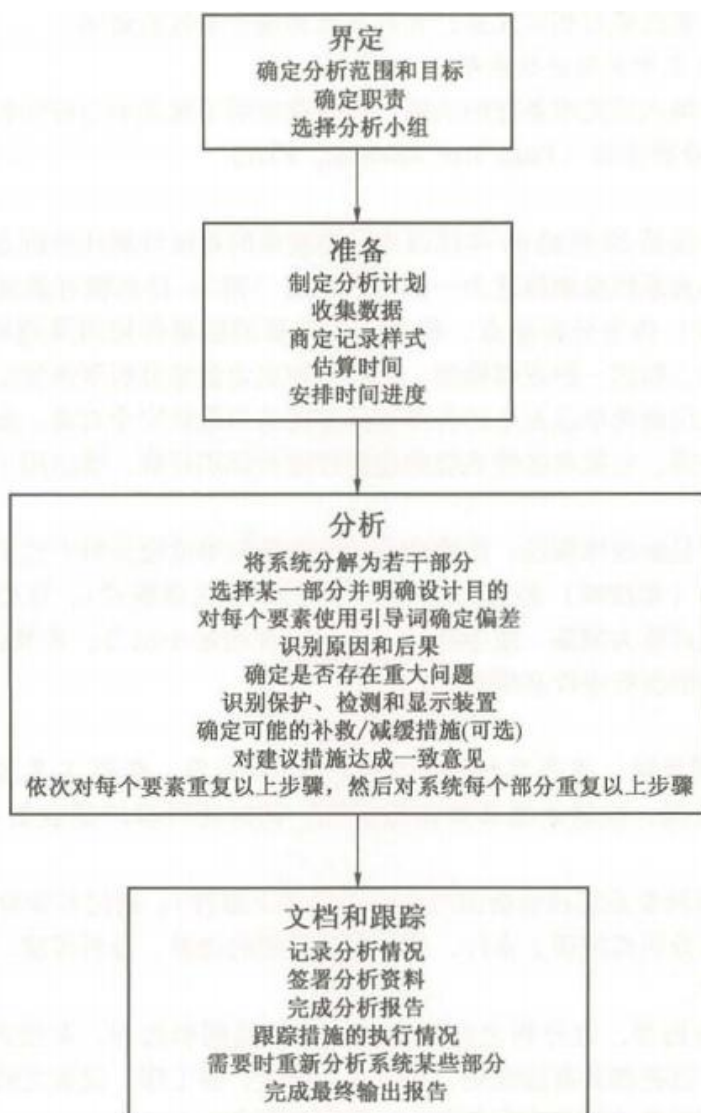 界定
确定分析范围和目标
确定职责
选择分析小组
准备
制定分析计划
收集数据
商定记录样式
估算时间
安排时间进度
分析
将系统分解为若干部分
选择某一部分并明确设计目的
对每个要素使用引导词确定偏差
识别原因和后果
确定是否存在重大问题
识别保护、检测和显示装置
确定可能的补救/减缓措施(可选)
对建议措施达成一致意见
依次对每个要素重复以上步骤，然后对系统每个部分重复以上步骤
文档和跟踪
记录分析情况
签署分析资料
完成分析报告
跟踪措施的执行情况
需要时重新分析系统某些部分
完成最终输出报告